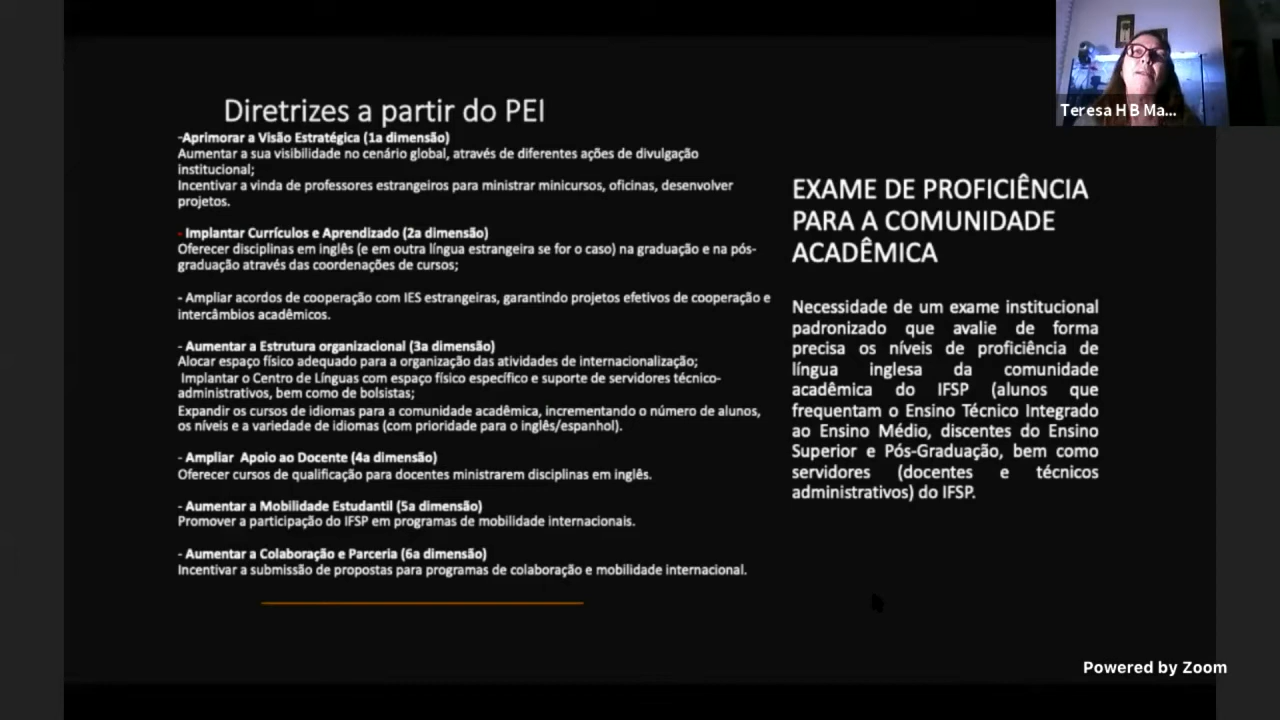 Diretrizes a partir do PEI
-Aprimorar a Visão Estratégica (1a dimensão)
Aumentar a sua visibilidade no cenário global, através de diferentes ações de divulgação
institucional;
Incentivar a vinda de professores estrangeiros para ministrar minicursos, oficinas, desenvolver
projetos.
- Implantar Currículos e Aprendizado (2a dimensão)
Oferecer disciplinas em inglês (e em outra língua estrangeira se for o caso) na graduação e na pós-
graduação através das coordenações de cursos;
- Ampliar acordos de cooperação com IES estrangeiras, garantindo projetos efetivos de cooperação e
intercâmbios acadêmicos.
- Aumentar a Estrutura organizacional (3a dimensão)
Alocar espaço físico adequado para a organização das atividades de internacionalização;
Implantar o Centro de Línguas com espaço físico específico e suporte de servidores técnico-
administrativos, bem como de bolsistas;
Expandir os cursos de idiomas para a comunidade acadêmica, incrementando o número de alunos,
os níveis e a variedade de idiomas (com prioridade para o inglês/espanhol).
- Ampliar Apoio ao Docente (4a dimensão)
Oferecer cursos de qualificação para docentes ministrarem disciplinas em inglês.
- Aumentar a Mobilidade Estudantil (5a dimensão)
Promover a participação do IFSP em programas de mobilidade internacionais.
- Aumentar a Colaboração e Parceria (6a dimensão)
Incentivar a submissão de propostas para programas de colaboração e mobilidade internacional.
EXAME DE PROFICIÊNCIA
PARA A COMUNIDADE
ACADÊMICA
Necessidade de um exame institucional
padronizado que avalie de forma
precisa os níveis de proficiência de
língua inglesa da comunidade
acadêmica do IFSP (alunos que
frequentam o Ensino Técnico Integrado
ao Ensino Médio, discentes do Ensino
Superior e Pós-Graduação, bem como
servidores (docentes e técnicos
administrativos) do IFSP.
Teresa H B Ma...
Powered by Zoom